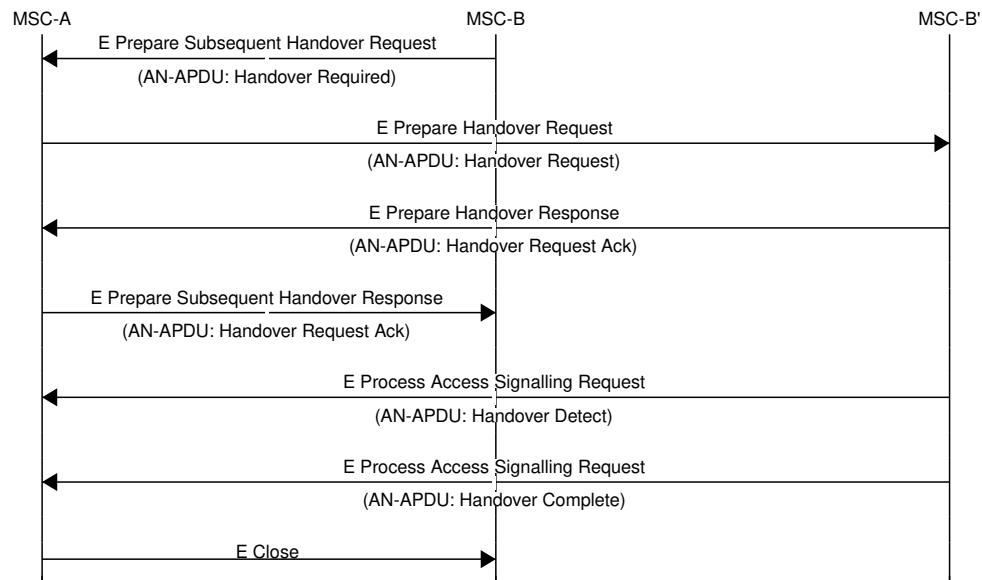 MSC-A
MSC-B
MSC-B'
E Prepare Subsequent Handover Request
(AN-APDU: Handover Required)
E Prepare Handover Request
(AN-APDU: Handover Request)
E Prepare Handover Response
(AN-APDU: Handover Request Ack)
E Prepare Subsequent Handover Response
(AN-APDU: Handover Request Ack)
E Process Access Signalling Request
(AN-APDU: Handover Detect)
E Process Access Signalling Request
(AN-APDU: Handover Complete)
E Close